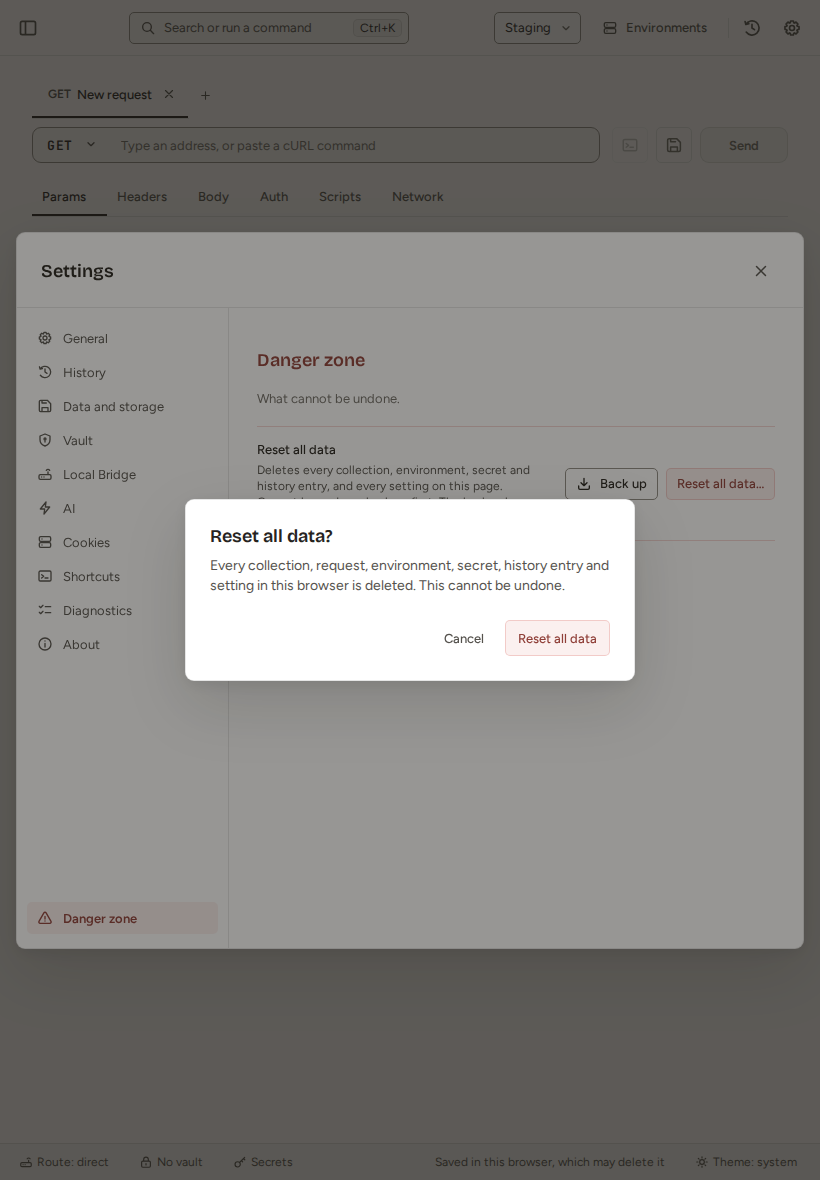 Search or run a command
Ctrl+K
Staging
Environments
GET New request
GET
Type an address, or paste a cURL command
Send
Params
Headers
Body
Auth
Scripts
Network
Settings
General
History
Data and storage
Vault
Local Bridge
AI
Cookies
Shortcuts
Diagnostics
About
Danger zone
Danger zone
What cannot be undone.
Reset all data
Deletes every collection, environment, secret and
history entry, and every setting on this page.
Back up
Reset all data...
Reset all data?
Every collection, request, environment, secret, history entry and
setting in this browser is deleted. This cannot be undone.
Cancel
Reset all data
Route: direct
No vault
Secrets
Saved in this browser, which may delete it
Theme: system